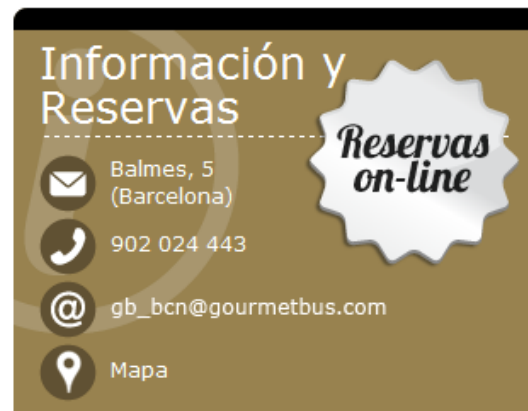 Información y
Reservas
Reservas
on-line
Balmes, 5
(Barcelona)
902 024 443
@ gb_bcn@gourmetbus.com
Mapa